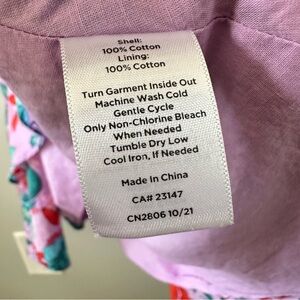 Shell:
100% Cotton
Lining:
100% Cotton
Turn Garment Inside Out
Machine Wash Cold
Gentle Cycle
Only Non-Chlorine Bleach
When Needed
Tumble Dry Low
Cool Iron, If Needed
Made in China
CA# 23147
CN2806 10/21